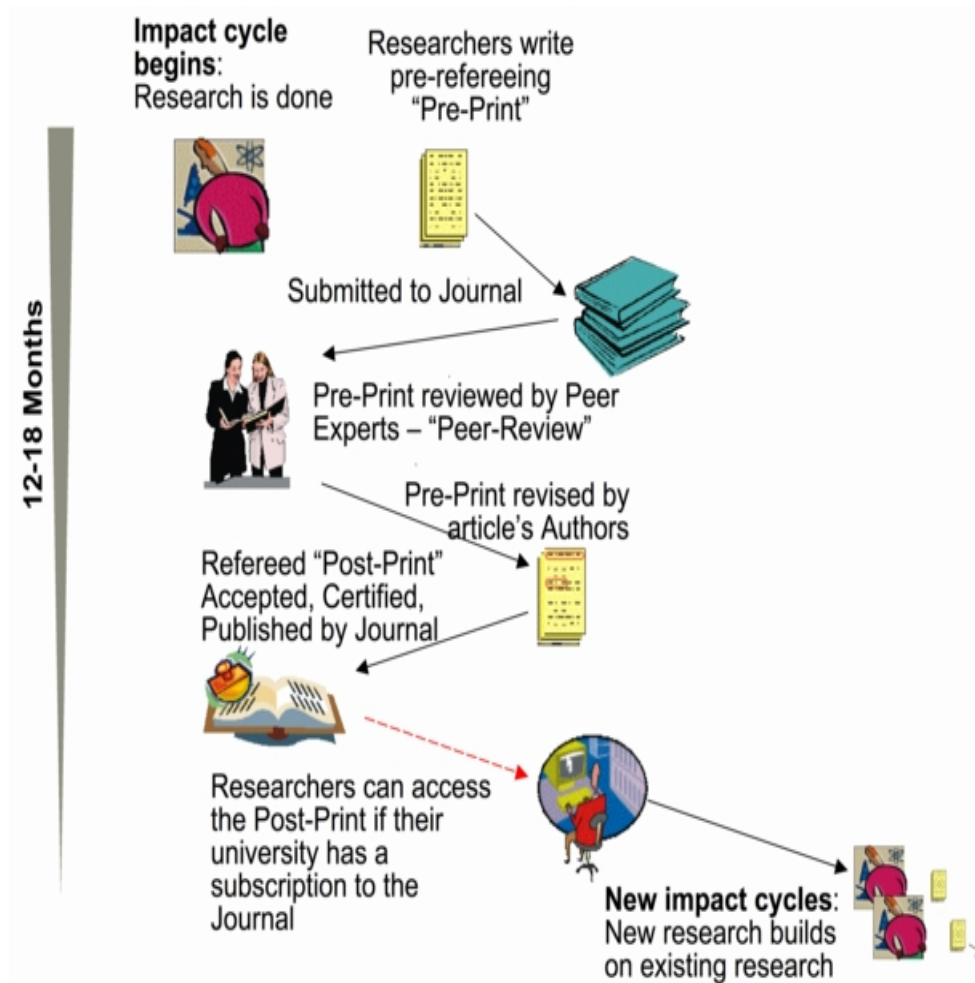 Impact cycle
begins:
Research is done
Researchers write
pre-refereeing
“Pre-Print”
12-18 Months
Submitted to Journal
Pre-Print reviewed by Peer
Experts – “Peer-Review”
Pre-Print revised by
article’s Authors
Refereed “Post-Print”
Accepted, Certified,
Published by Journal
Researchers can access
the Post-Print if their
university has a
subscription to the
Journal
New impact cycles:
New research builds
on existing research